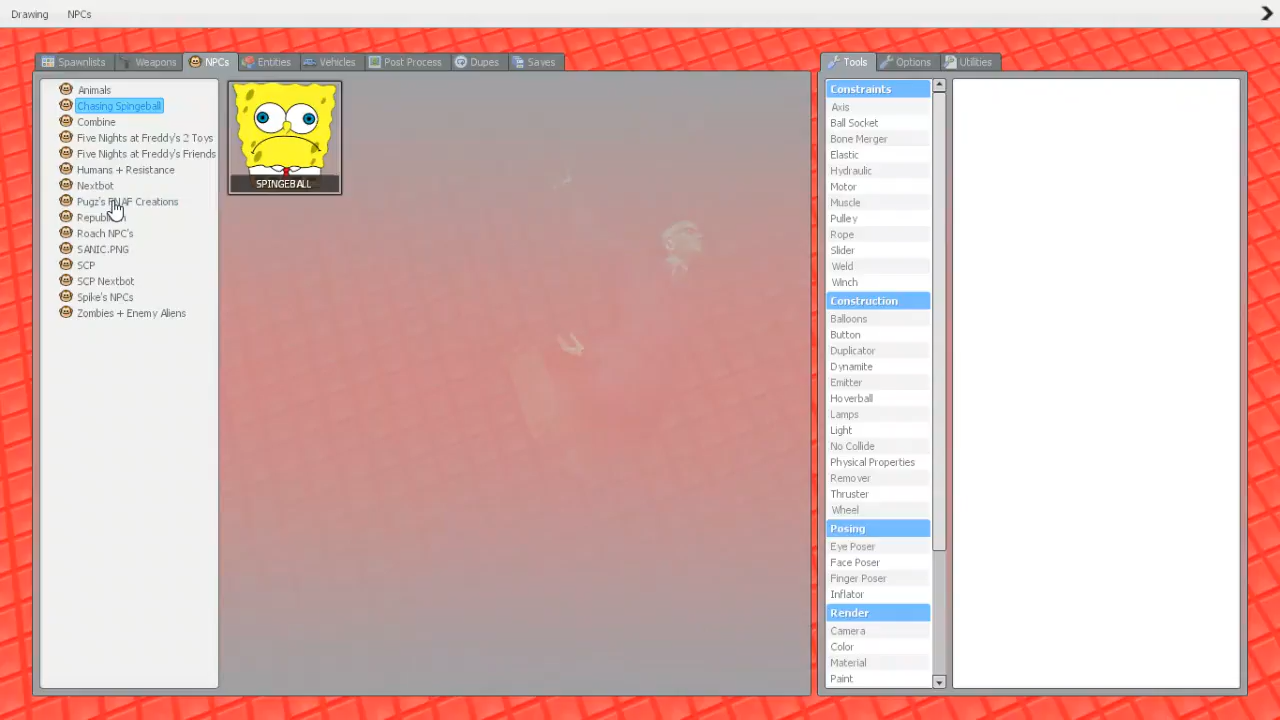 Drawing NPCs
Spawnlists Weapons NPCs Entities Vehicles Post Process Dupes Saves
Animals
Chasing Spingeball
Combine
Five Nights at Freddy's 2 Toys
Five Nights at Freddy's Friends
Humans + Resistance
Nextbot
Pugz's FNAF Creations
Roach NPC's
SANIC.PNG
SCP
SCP Nextbot
Spike's NPCs
Zombies + Enemy Aliens
SPINGEBALL
Tools Options Utilities
Constraints
Axis
Ball Socket
Bone Merger
Elastic
Hydraulic
Motor
Muscle
Pulley
Rope
Slider
Weld
Winch
Construction
Balloons
Button
Duplicator
Dynamite
Emitter
Hoverball
Lamps
Light
No Collide
Physical Properties
Remover
Thruster
Wheel
Posing
Eye Poser
Face Poser
Finger Poser
Inflator
Render
Camera
Color
Material
Paint